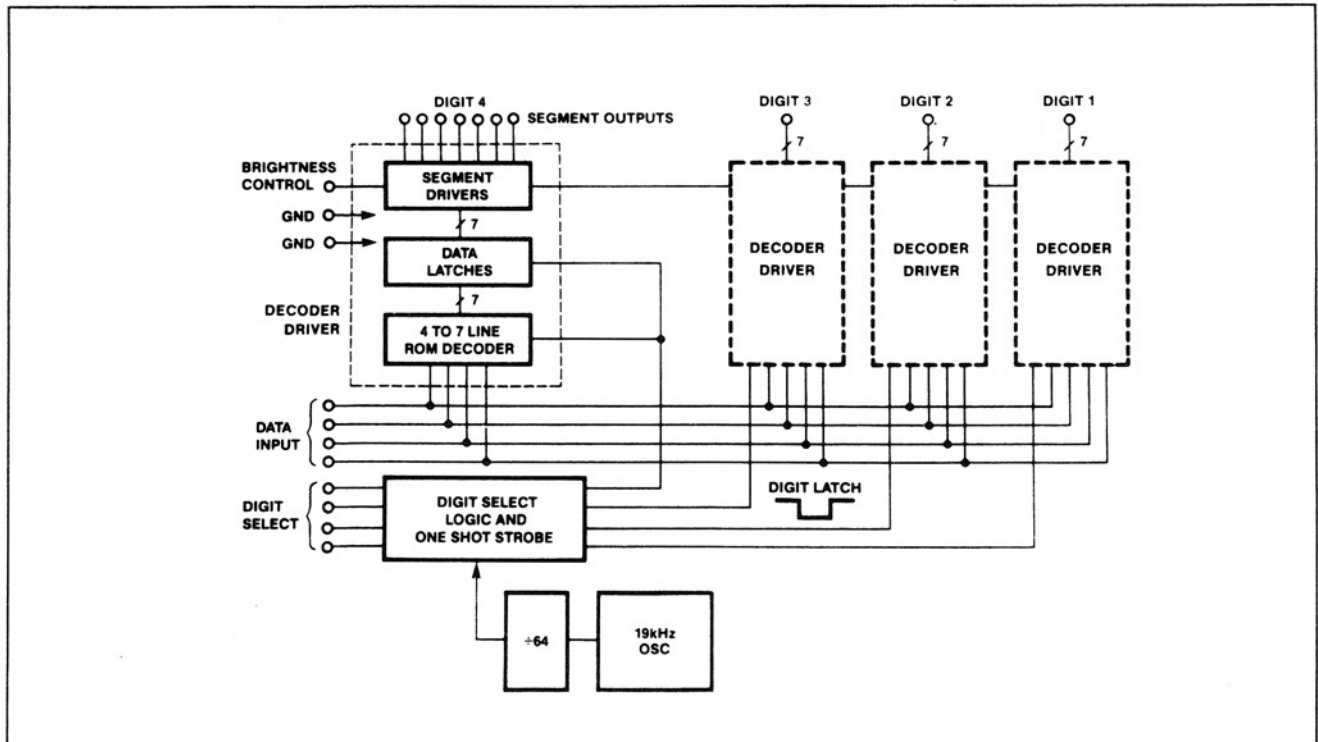 DIGIT 4
SEGMENT OUTPUTS
DIGIT 3
DIGIT 2
DIGIT 1
7
7
7
BRIGHTNESS
CONTROL
SEGMENT
DRIVERS
GND
GND
7
DATA
LATCHES
7
DECODER
DRIVER
4 TO 7 LINE
ROM DECODER
DECODER
DRIVER
DECODER
DRIVER
DECODER
DRIVER
DATA
INPUT
DIGIT
SELECT
DIGIT SELECT
LOGIC AND
ONE SHOT STROBE
DIGIT LATCH
÷64
19kHz
OSC